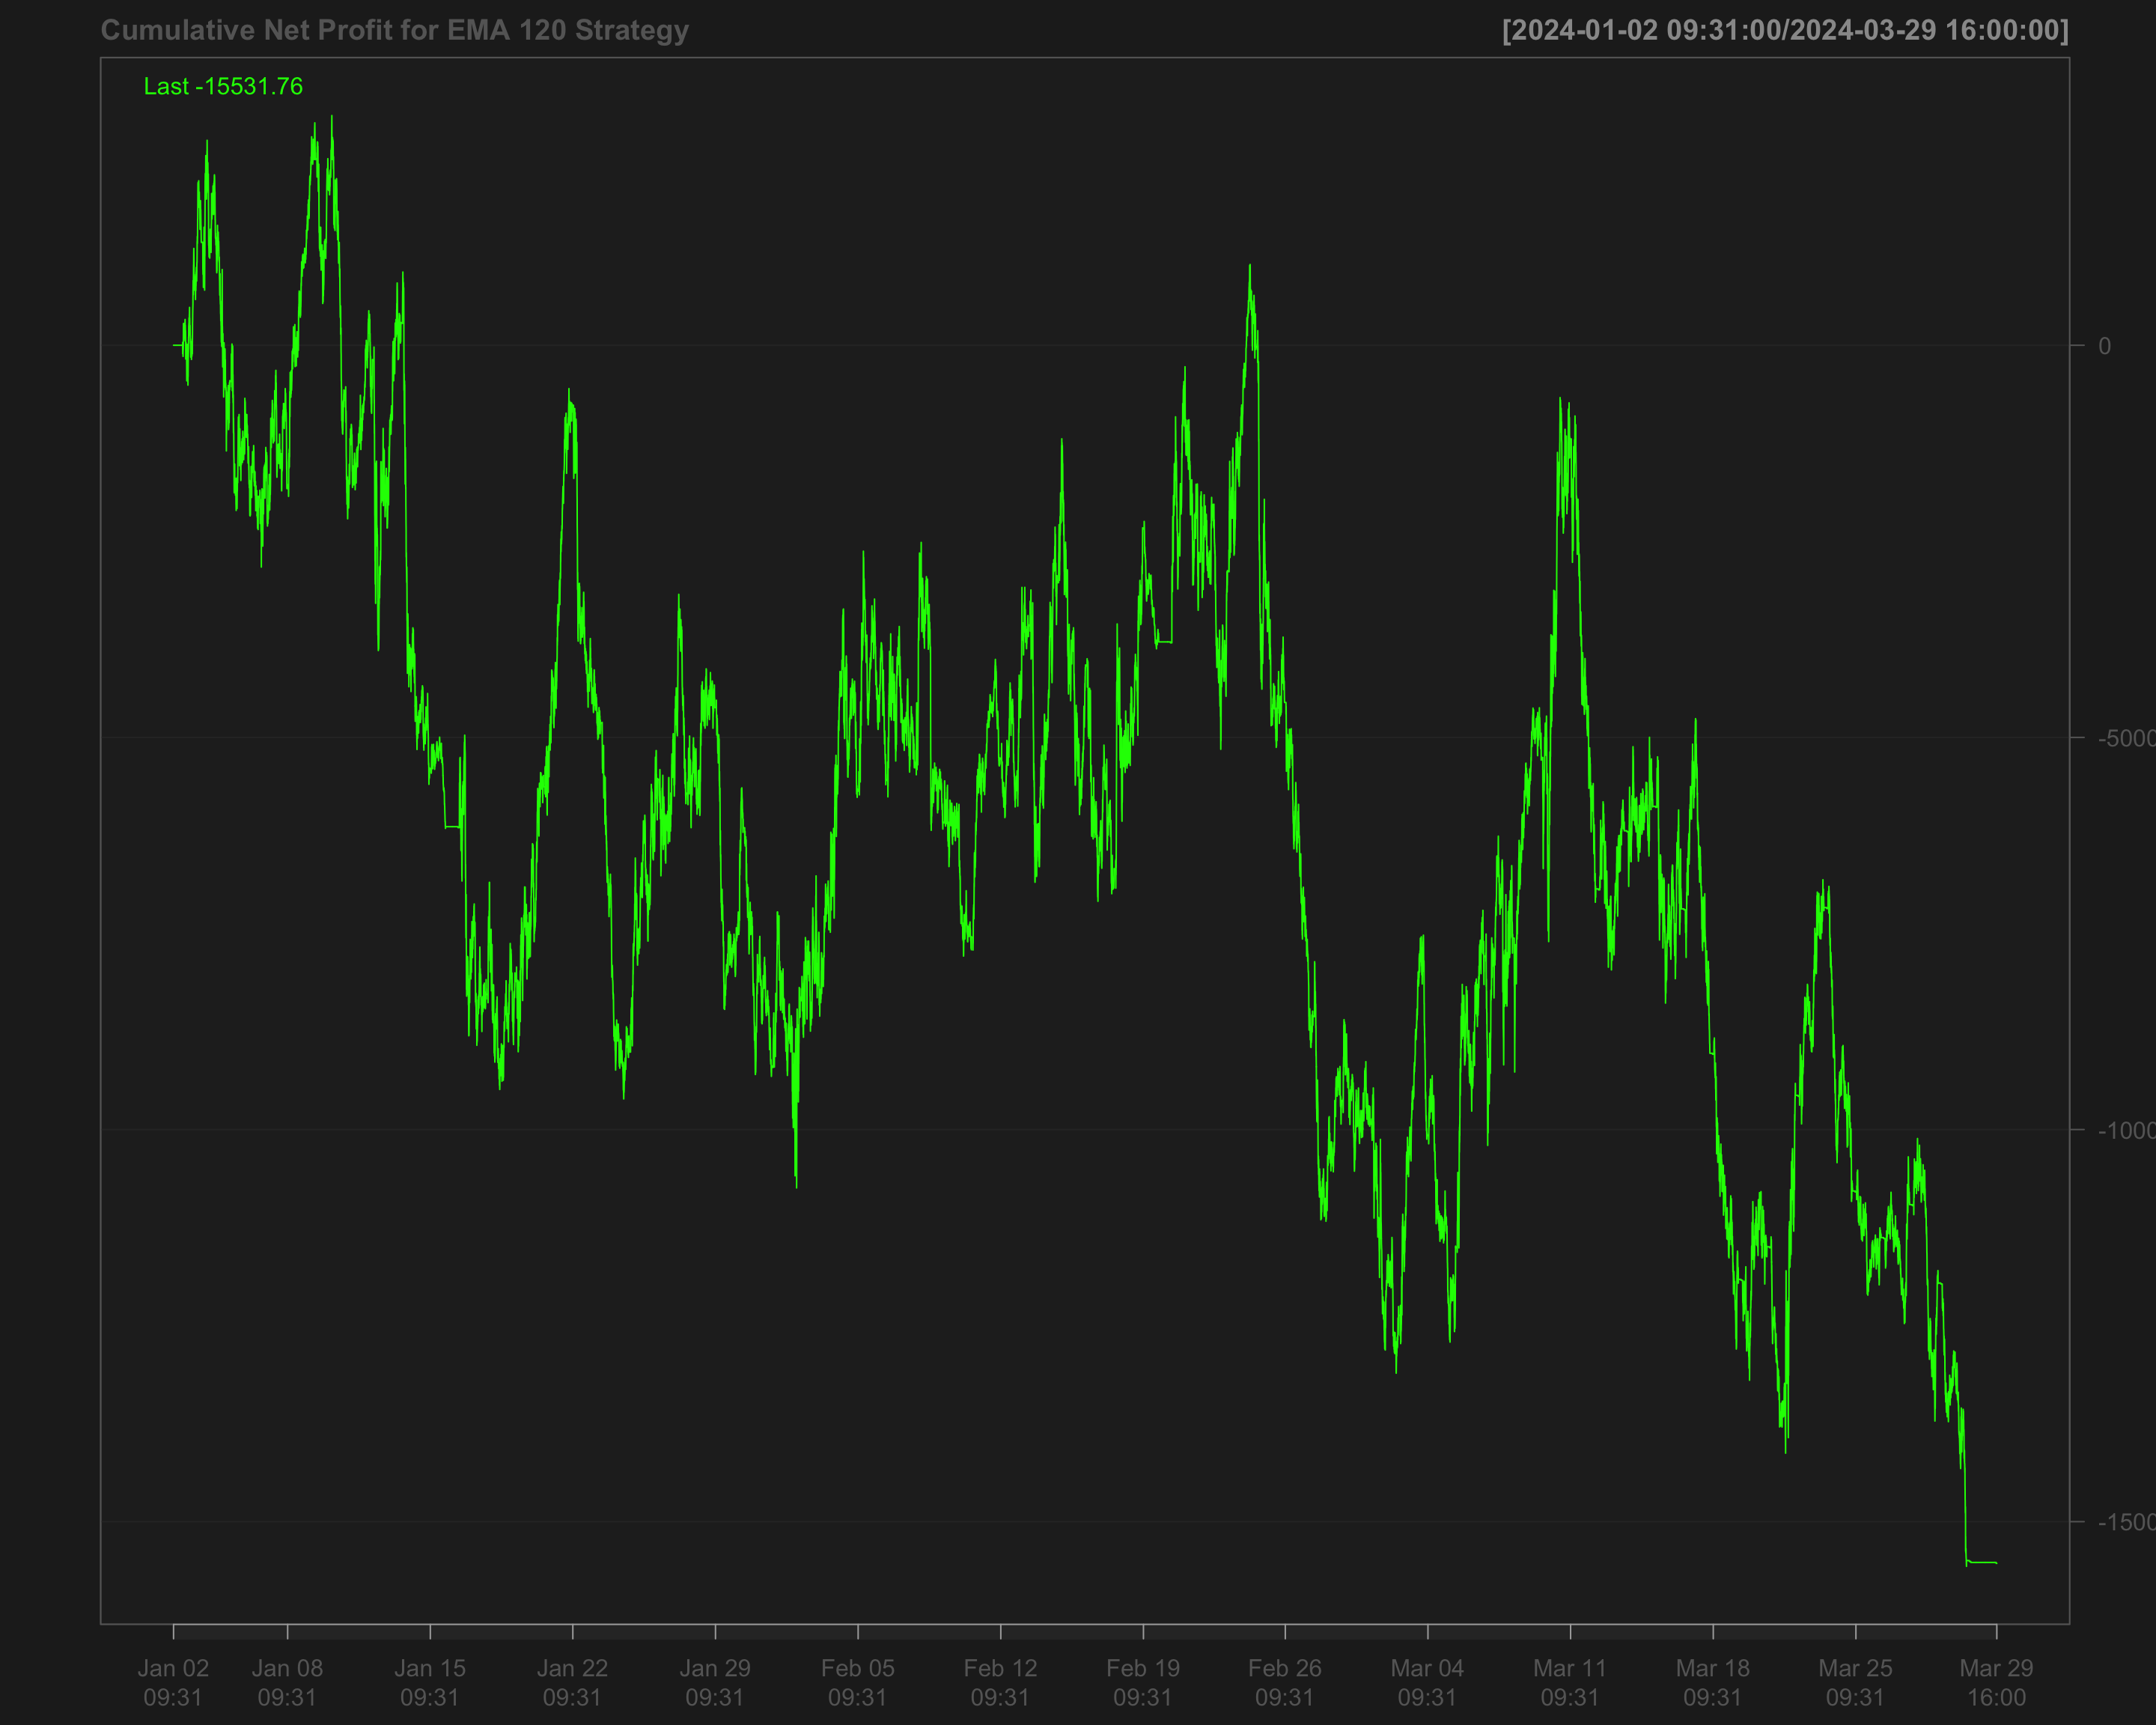 Cumulative Net Profit for EMA 120 Strategy [2024-01-02 09:31:00/2024-03-29 16:00:00]
Last -15531.76
0
-5000
-1000
-1500
Jan 02 Jan 08 Jan 15 Jan 22 Jan 29 Feb 05 Feb 12 Feb 19 Feb 26 Mar 04 Mar 11 Mar 18 Mar 25 Mar 29
09:31 09:31 09:31 09:31 09:31 09:31 09:31 09:31 09:31 09:31 09:31 09:31 09:31 16:00